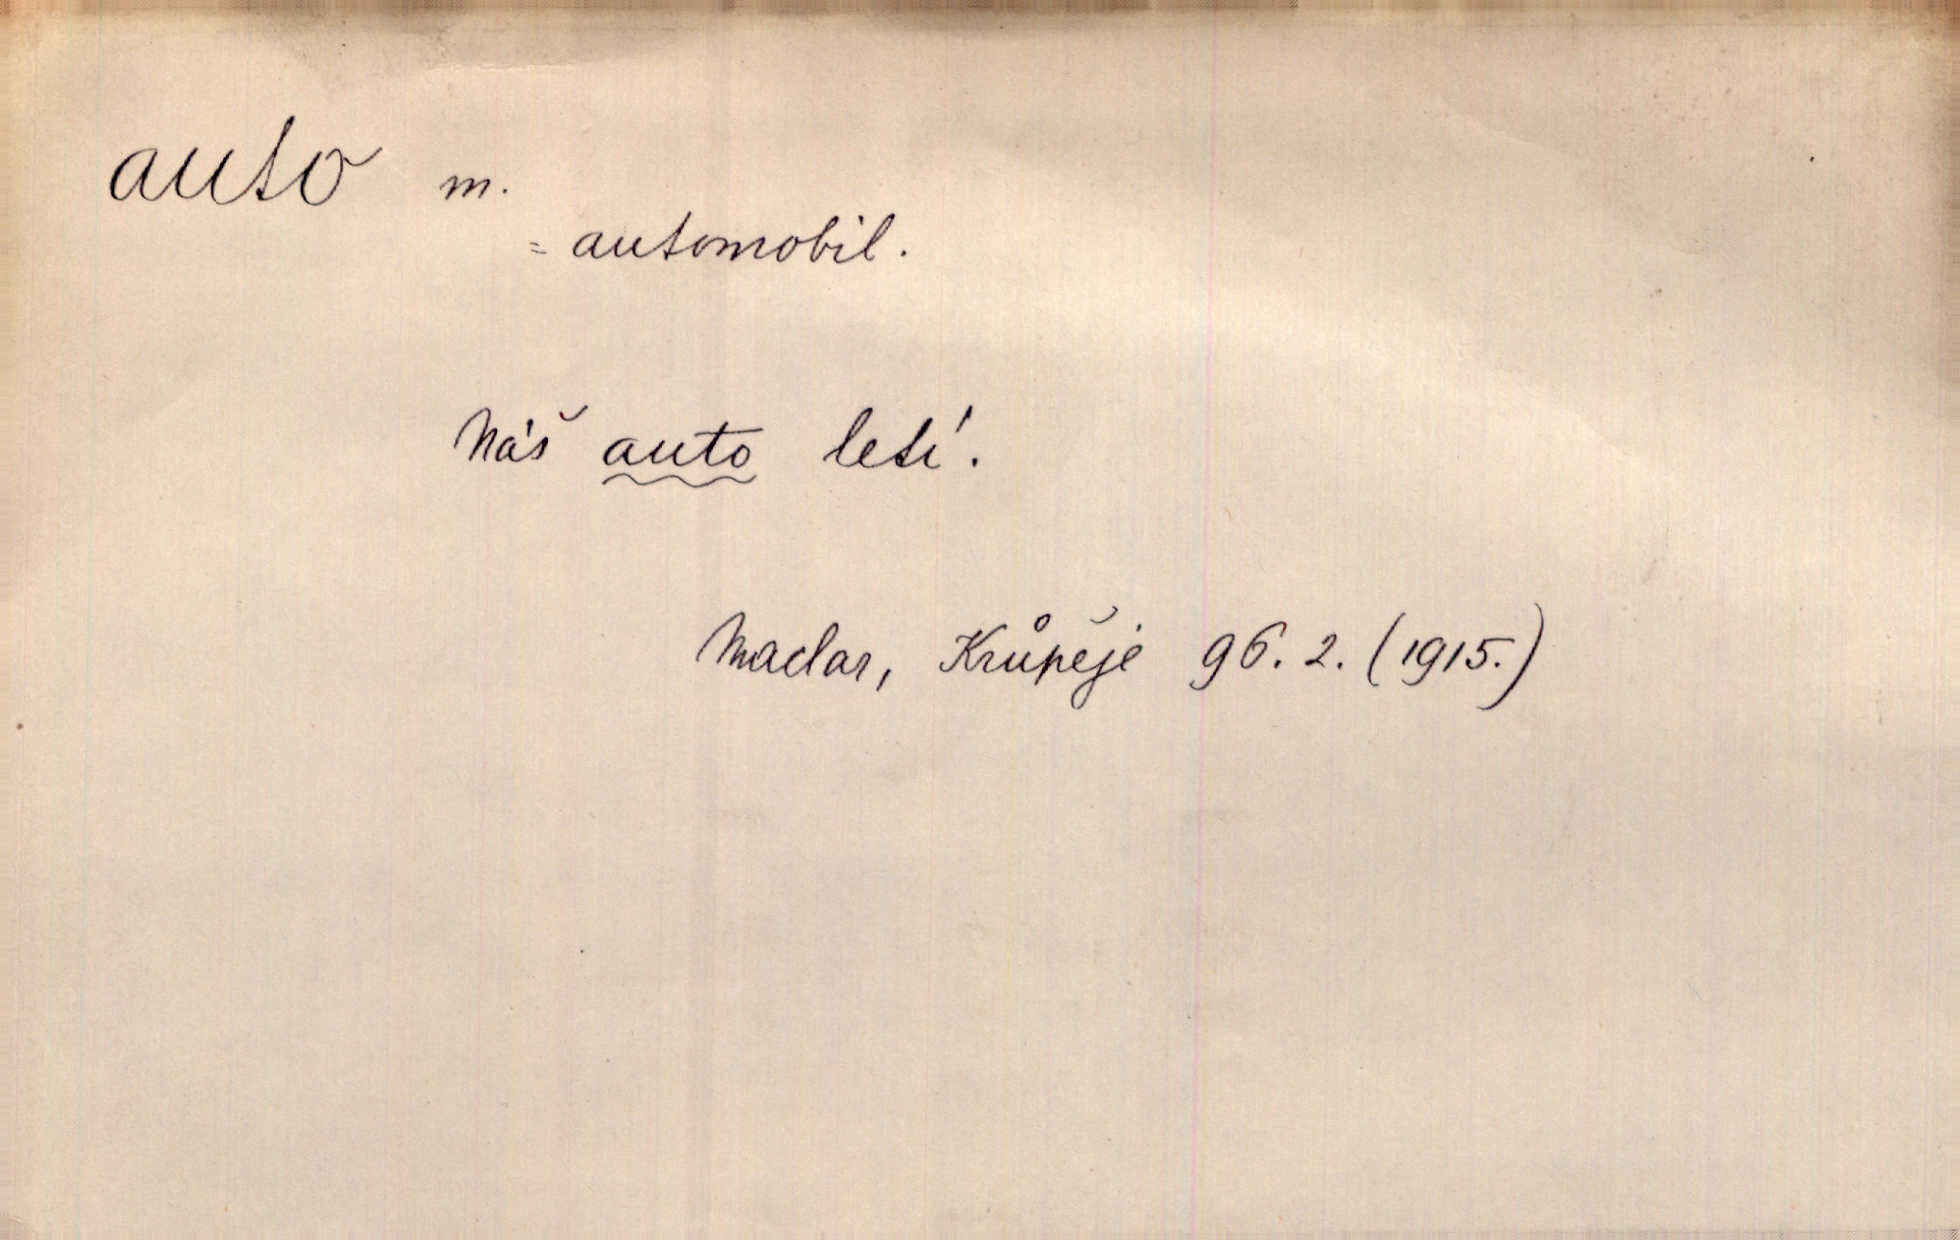 auto m.
= automobil.
Náš auto letí.
Maclar, Krůpěje 96. 2. (1915.)